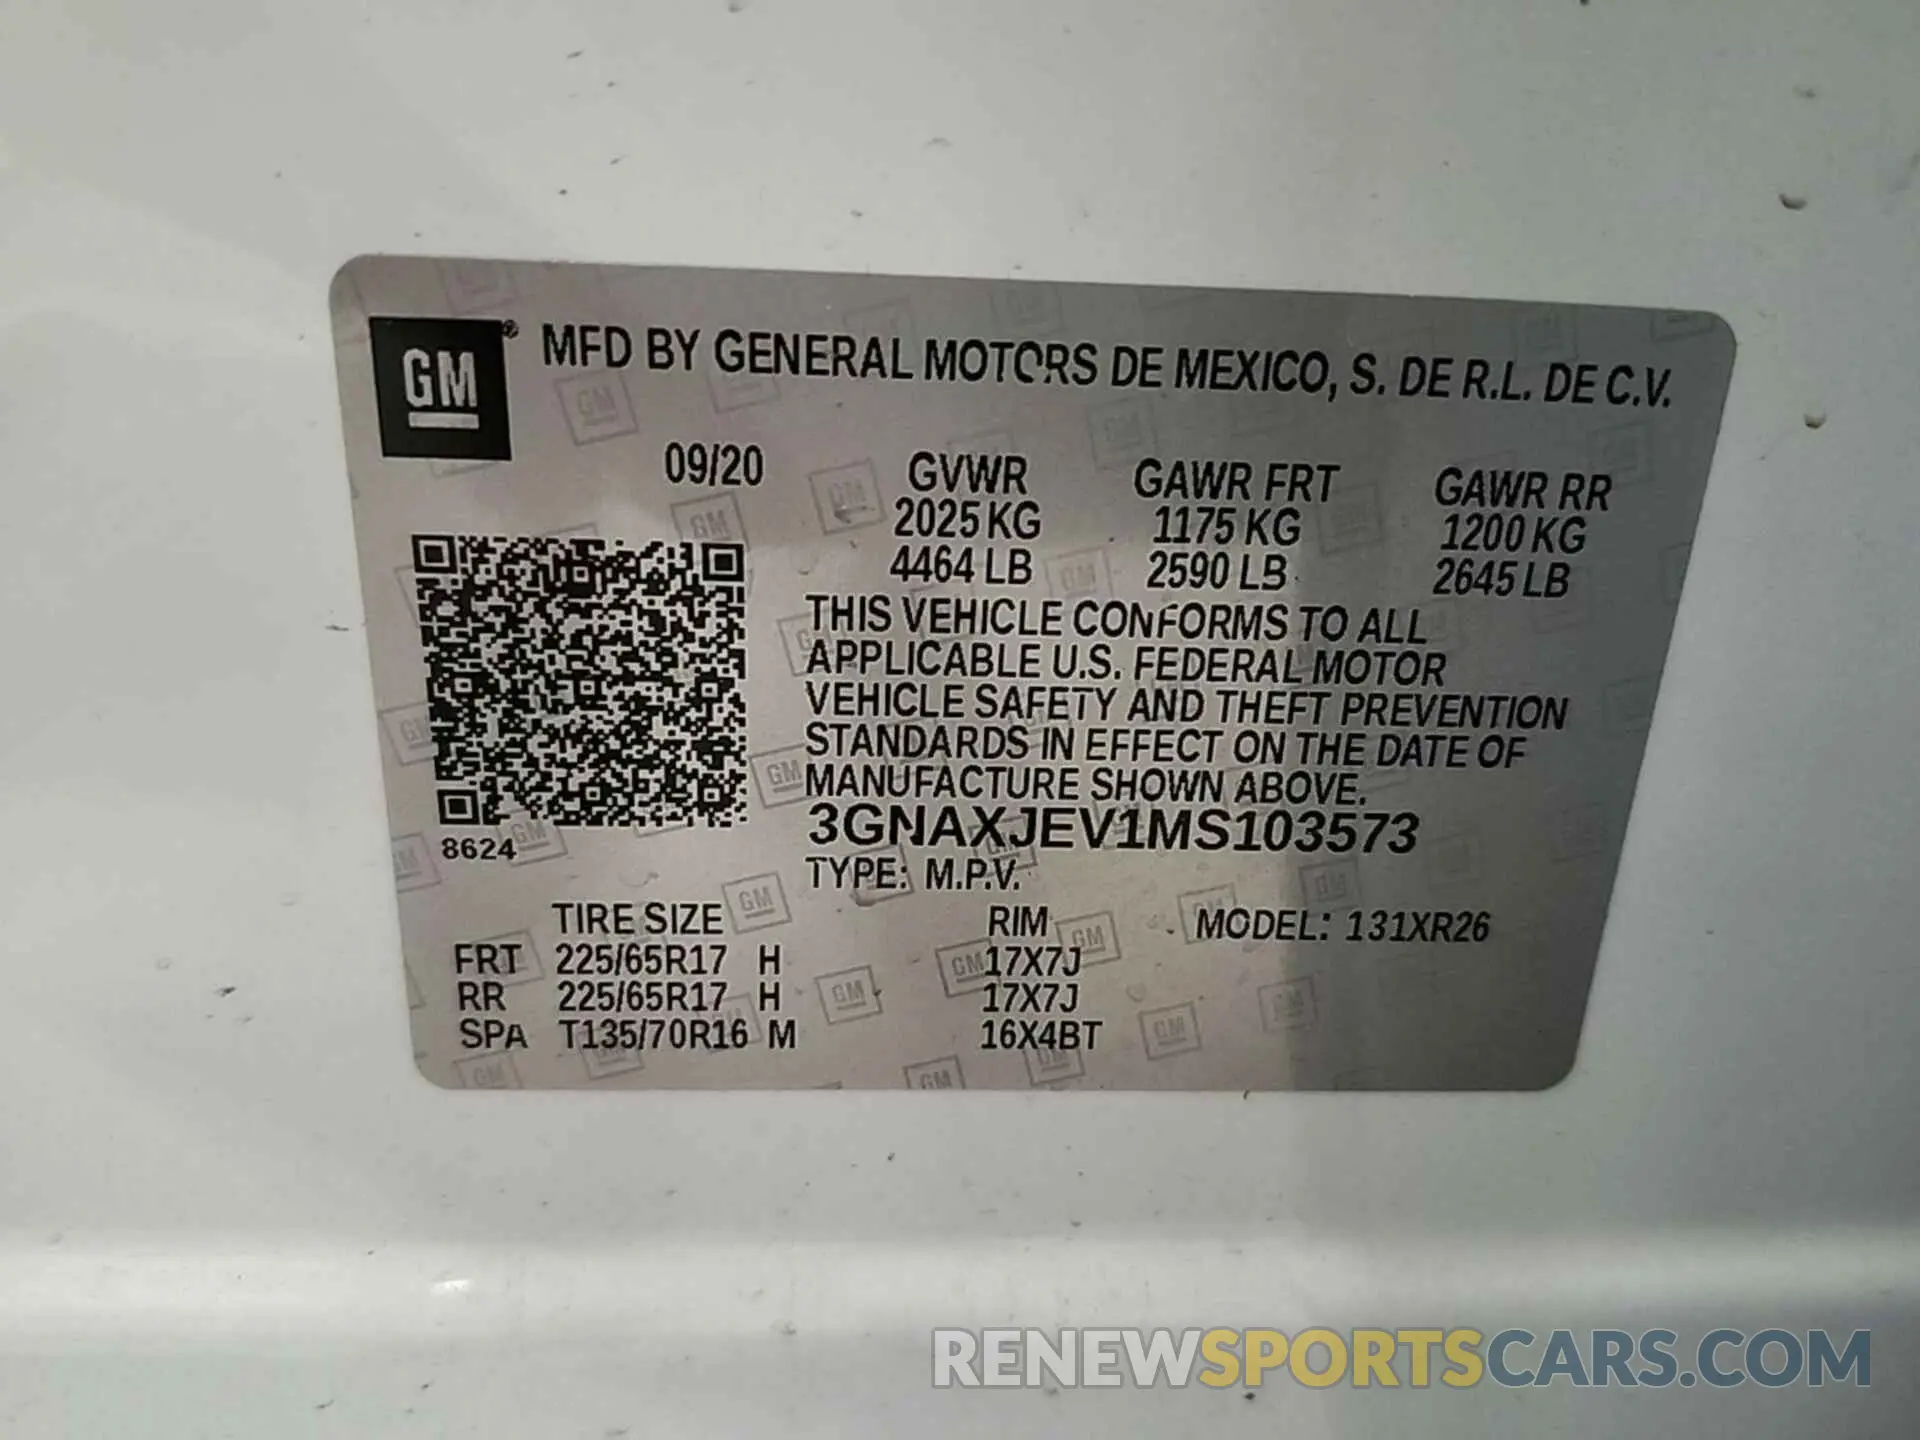 GM ® MFD BY GENERAL MOTORS DE MEXICO, S. DE R.L. DE C.V.
09/20 GVWR GAWR FRT GAWR RR
2025 KG 1175 KG 1200 KG
4464 LB 2590 LB 2645 LB
THIS VEHICLE CONFORMS TO ALL
APPLICABLE U.S. FEDERAL MOTOR
VEHICLE SAFETY AND THEFT PREVENTION
STANDARDS IN EFFECT ON THE DATE OF
MANUFACTURE SHOWN ABOVE.
3GNAXJEV1MS103573
8624
TYPE: M.P.V.
TIRE SIZE RIM MODEL: 131XR26
FRT 225/65R17 H 17X7J
RR 225/65R17 H 17X7J
SPA T135/70R16 M 16X4BT
RENEWSPORTSCARS.COM